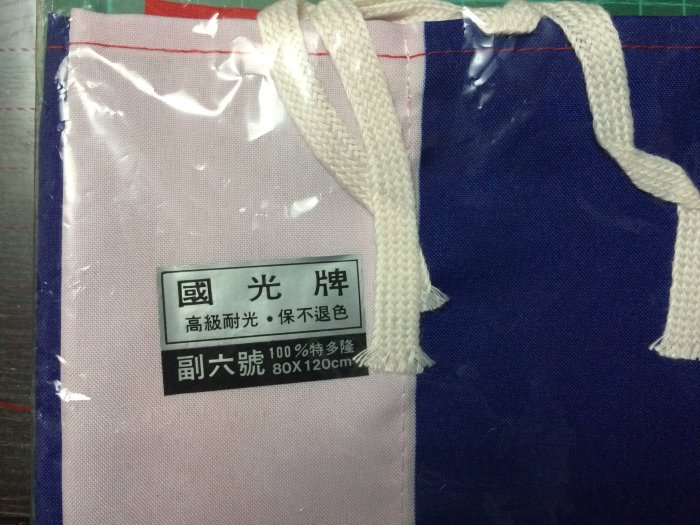 國光牌
高級耐光·保不退色
副六號 100%特多隆
80X120cm